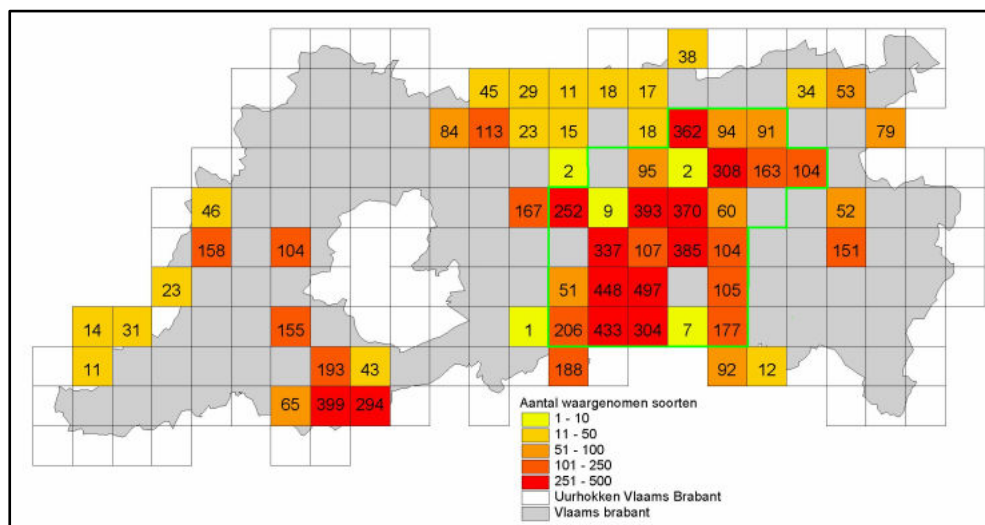 38
45 29 11 18 17 34 53
84 113 23 15 18 362 94 91 79
2 95 2 308 163 104
46 167 252 9 393 370 60 52
158 104 337 107 385 104 151
23 51 448 497 105
14 31 155 1 206 433 304 7 177
11 193 43 188 92 12
65 399 294
Aantal waargenomen soorten
1 - 10
11 - 50
51 - 100
101 - 250
251 - 500
Uurhokken Vlaams Brabant
Vlaams brabant